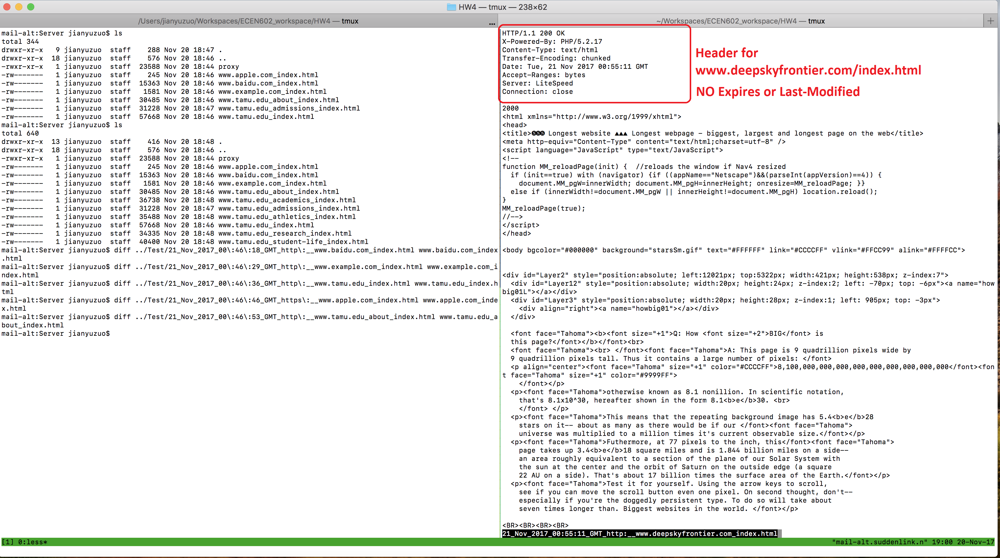 HW4 — tmux — 238×62
/Users/jianyuzuo/Workspaces/ECEN602_workspace/HW4 — tmux ...
~/Workspaces/ECEN602_workspace/HW4 — tmux +
mail-alt:Server jianyuzuo$ ls
total 344
drwxr-xr-x   9 jianyuzuo  staff    288 Nov 20 18:47 .
drwxr-xr-x  18 jianyuzuo  staff    576 Nov 20 18:46 ..
-rwxr-xr-x   1 jianyuzuo  staff  23588 Nov 20 18:44 proxy
-rw-------   1 jianyuzuo  staff    245 Nov 20 18:46 www.apple.com_index.html
-rw-------   1 jianyuzuo  staff  15363 Nov 20 18:46 www.baidu.com_index.html
-rw-------   1 jianyuzuo  staff   1581 Nov 20 18:46 www.example.com_index.html
-rw-------   1 jianyuzuo  staff  30485 Nov 20 18:46 www.tamu.edu_about_index.html
-rw-------   1 jianyuzuo  staff  31228 Nov 20 18:47 www.tamu.edu_admissions_index.html
-rw-------   1 jianyuzuo  staff  57668 Nov 20 18:46 www.tamu.edu_index.html
mail-alt:Server jianyuzuo$ ls
total 640
drwxr-xr-x  13 jianyuzuo  staff    416 Nov 20 18:48 .
drwxr-xr-x  18 jianyuzuo  staff    576 Nov 20 18:46 ..
-rwxr-xr-x   1 jianyuzuo  staff  23588 Nov 20 18:44 proxy
-rw-------   1 jianyuzuo  staff    245 Nov 20 18:46 www.apple.com_index.html
-rw-------   1 jianyuzuo  staff  15363 Nov 20 18:46 www.baidu.com_index.html
-rw-------   1 jianyuzuo  staff   1581 Nov 20 18:46 www.example.com_index.html
-rw-------   1 jianyuzuo  staff  30485 Nov 20 18:46 www.tamu.edu_about_index.html
-rw-------   1 jianyuzuo  staff  36738 Nov 20 18:48 www.tamu.edu_academics_index.html
-rw-------   1 jianyuzuo  staff  31228 Nov 20 18:47 www.tamu.edu_admissions_index.html
-rw-------   1 jianyuzuo  staff  35488 Nov 20 18:48 www.tamu.edu_athletics_index.html
-rw-------   1 jianyuzuo  staff  57668 Nov 20 18:46 www.tamu.edu_index.html
-rw-------   1 jianyuzuo  staff  34335 Nov 20 18:48 www.tamu.edu_research_index.html
-rw-------   1 jianyuzuo  staff  40400 Nov 20 18:48 www.tamu.edu_student-life_index.html
mail-alt:Server jianyuzuo$ diff ../Test/21_Nov_2017_00\:46\:18_GMT_http\:__www.baidu.com_index.html www.baidu.com_index
.html
mail-alt:Server jianyuzuo$ diff ../Test/21_Nov_2017_00\:46\:29_GMT_http\:__www.example.com_index.html www.example.com_i
ndex.html
mail-alt:Server jianyuzuo$ diff ../Test/21_Nov_2017_00\:46\:36_GMT_http\:__www.tamu.edu_index.html www.tamu.edu_index.h
tml
mail-alt:Server jianyuzuo$ diff ../Test/21_Nov_2017_00\:46\:46_GMT_https\:__www.apple.com_index.html www.apple.com_inde
x.html
mail-alt:Server jianyuzuo$ diff ../Test/21_Nov_2017_00\:46\:53_GMT_http\:__www.tamu.edu_about_index.html www.tamu.edu_a
bout_index.html
mail-alt:Server jianyuzuo$
HTTP/1.1 200 OK
X-Powered-By: PHP/5.2.17
Content-Type: text/html
Transfer-Encoding: chunked
Date: Tue, 21 Nov 2017 00:55:11 GMT
Accept-Ranges: bytes
Server: LiteSpeed
Connection: close
Header for
www.deepskyfrontier.com/index.html
NO Expires or Last-Modified
2000
<html xmlns="http://www.w3.org/1999/xhtml">
<head>
<title>➑➑➑ Longest website ▲▲▲ Longest webpage - biggest, largest and longest page on the web</title>
<meta http-equiv="Content-Type" content="text/html;charset=utf-8" />
<script language="JavaScript" type="text/JavaScript">
<!--
function MM_reloadPage(init) {  //reloads the window if Nav4 resized
  if (init==true) with (navigator) {if ((appName=="Netscape")&&(parseInt(appVersion)==4)) {
    document.MM_pgW=innerWidth; document.MM_pgH=innerHeight; onresize=MM_reloadPage; }}
  else if (innerWidth!=document.MM_pgW || innerHeight!=document.MM_pgH) location.reload();
}
MM_reloadPage(true);
//-->
</script>
</head>
<body bgcolor="#000000" background="starsSm.gif" text="#FFFFFF" link="#CCCCFF" vlink="#FFCC99" alink="#FFFFCC">
<div id="Layer2" style="position:absolute; left:12021px; top:5322px; width:421px; height:538px; z-index:7">
  <div id="Layer12" style="position:absolute; width:20px; height:24px; z-index:2; left: -70px; top: -6px"><a name="how
big01L"></a></div>
  <div id="Layer3" style="position:absolute; width:20px; height:28px; z-index:1; left: 905px; top: -3px">
    <div align="right"><a name="howbig01"></a></div>
  </div>
  <font face="Tahoma"><b><font size="+1">Q: How <font size="+2">BIG</font> is
  this page?</font></b></font><br>
  <font face="Tahoma"><br> </font><font face="Tahoma">A: This page is 9 quadrillion pixels wide by
  9 quadrillion pixels tall. Thus it contains a large number of pixels: </font>
  <p align="center"><font face="Tahoma" size="+1" color="#CCCCFF">8,100,000,000,000,000,000,000,000,000,000</font><fon
t face="Tahoma" size="+1" color="#9999FF">
    </font></p>
  <p><font face="Tahoma">otherwise known as 8.1 nonillion. In scientific notation,
    that's 8.1x10^30, hereafter shown in the form 8.1<b>e</b>30. <br>
    </font> </p>
  <p><font face="Tahoma">This means that the repeating background image has 5.4<b>e</b>28
    stars on it-- about as many as there would be if our </font><font face="Tahoma">
    universe was multiplied to a million times it's current observable size.</font></p>
  <p><font face="Tahoma">Futhermore, at 77 pixels to the inch, this</font><font face="Tahoma">
    page takes up 3.4<b>e</b>18 square miles and is 1.844 billion miles on a side--
    an area roughly equivalent to a section of the plane of our Solar System with
    the sun at the center and the orbit of Saturn on the outside edge (a square
    22 AU on a side). That's about 17 billion times the surface area of the Earth.</font></p>
  <p><font face="Tahoma">Test it for yourself. Using the arrow keys to scroll,
    see if you can move the scroll button even one pixel. On second thought, don't--
    especially if you're the doggedly persistent type. To do so will take about
    seven times longer than. Biggest websites in the world. </font></p>
<BR><BR><BR><BR>
21_Nov_2017_00:55:11_GMT_http:__www.deepskyfrontier.com_index.html
[1] 0:less*
"mail-alt.suddenlink.n" 19:00 20-Nov-17